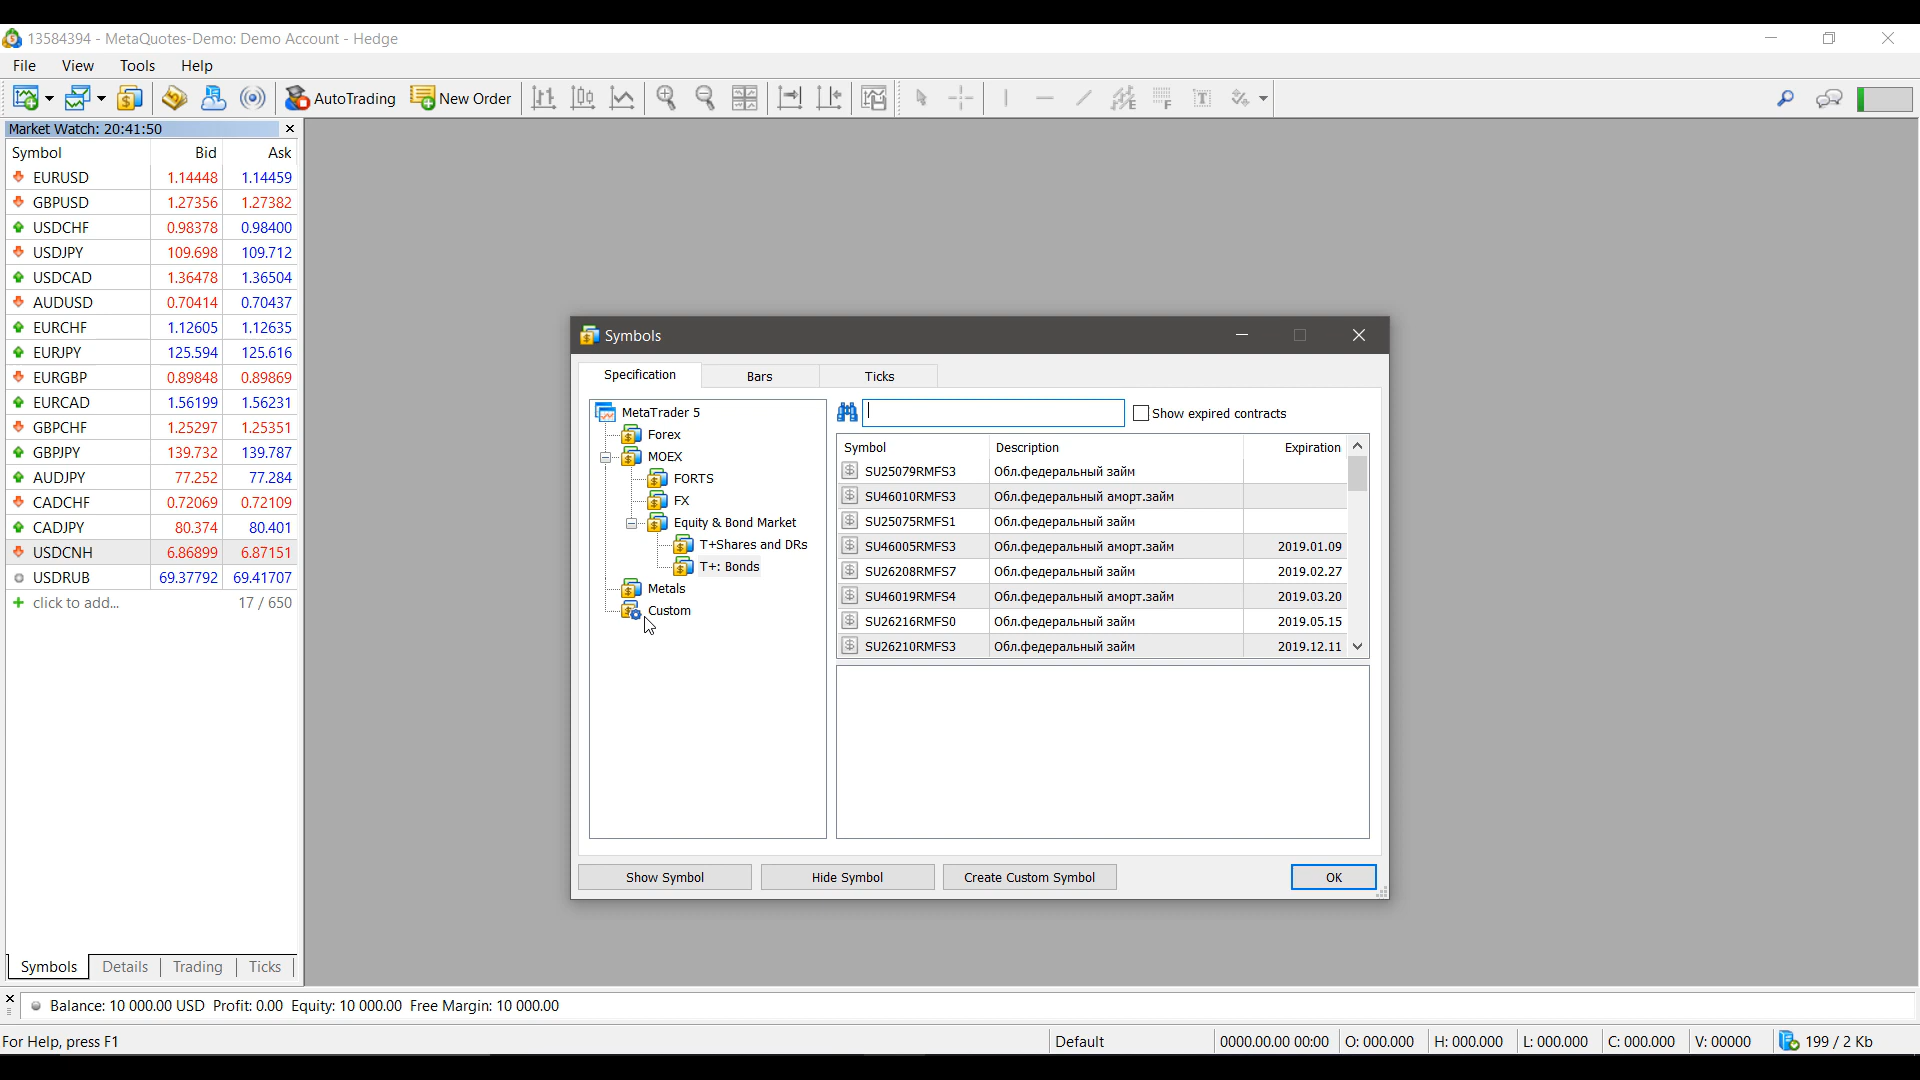 13584394 - MetaQuotes-Demo: Demo Account - Hedge
File View Tools Help
AutoTrading New Order
Market Watch: 20:41:50
Symbol Bid Ask
EURUSD 1.14448 1.14459
GBPUSD 1.27356 1.27382
USDCHF 0.98378 0.98400
USDJPY 109.698 109.712
USDCAD 1.36478 1.36504
AUDUSD 0.70414 0.70437
EURCHF 1.12605 1.12635
EURJPY 125.594 125.616
EURGBP 0.89848 0.89869
EURCAD 1.56199 1.56231
GBPCHF 1.25297 1.25351
GBPJPY 139.732 139.787
AUDJPY 77.252 77.284
CADCHF 0.72069 0.72109
CADJPY 80.374 80.401
USDCNH 6.86899 6.87151
USDRUB 69.37792 69.41707
click to add... 17 / 650
Symbols Details Trading Ticks
Symbols
Specification Bars Ticks
MetaTrader 5
Forex
MOEX
FORTS
FX
Equity & Bond Market
T+Shares and DRs
T+: Bonds
Metals
Custom
Show expired contracts
Symbol Description Expiration
SU25079RMFS3 Обл.федеральный займ
SU46010RMFS3 Обл.федеральный аморт.займ
SU25075RMFS1 Обл.федеральный займ
SU46005RMFS3 Обл.федеральный аморт.займ 2019.01.09
SU26208RMFS7 Обл.федеральный займ 2019.02.27
SU46019RMFS4 Обл.федеральный аморт.займ 2019.03.20
SU26216RMFS0 Обл.федеральный займ 2019.05.15
SU26210RMFS3 Обл.федеральный займ 2019.12.11
Show Symbol Hide Symbol Create Custom Symbol OK
Balance: 10 000.00 USD Profit: 0.00 Equity: 10 000.00 Free Margin: 10 000.00
For Help, press F1 Default 0000.00.00 00:00 O: 000.000 H: 000.000 L: 000.000 C: 000.000 V: 00000 199 / 2 Kb